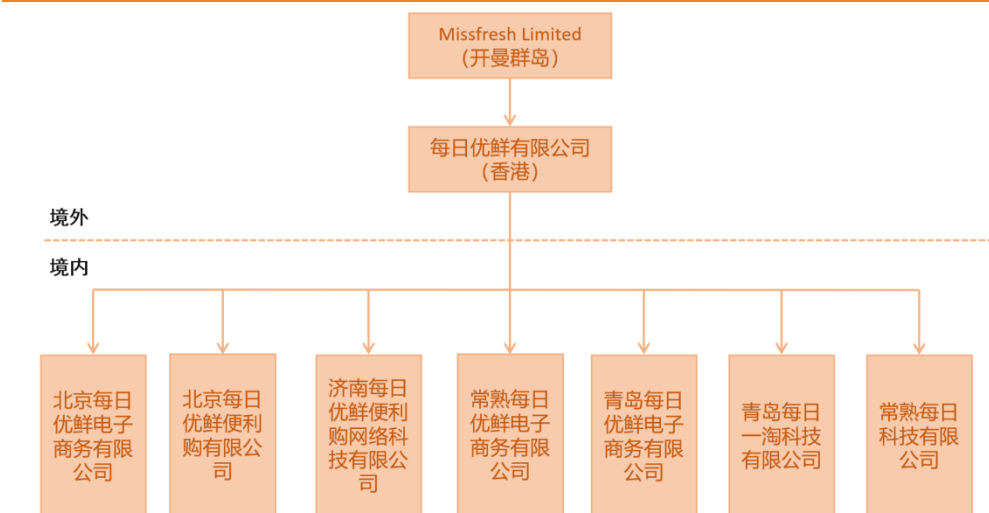 Missfresh Limited
（开曼群岛）
每日优鲜有限公司
（香港）
境外
境内
北京每日
优鲜电子
商务有限
公司
北京每日
优鲜便利
购有限公
司
济南每日
优鲜便利
购网络科
技有限公
司
常熟每日
优鲜电子
商务有限
公司
青岛每日
优鲜电子
商务有限
公司
青岛每日
一淘科技
有限公司
常熟每日
科技有限
公司